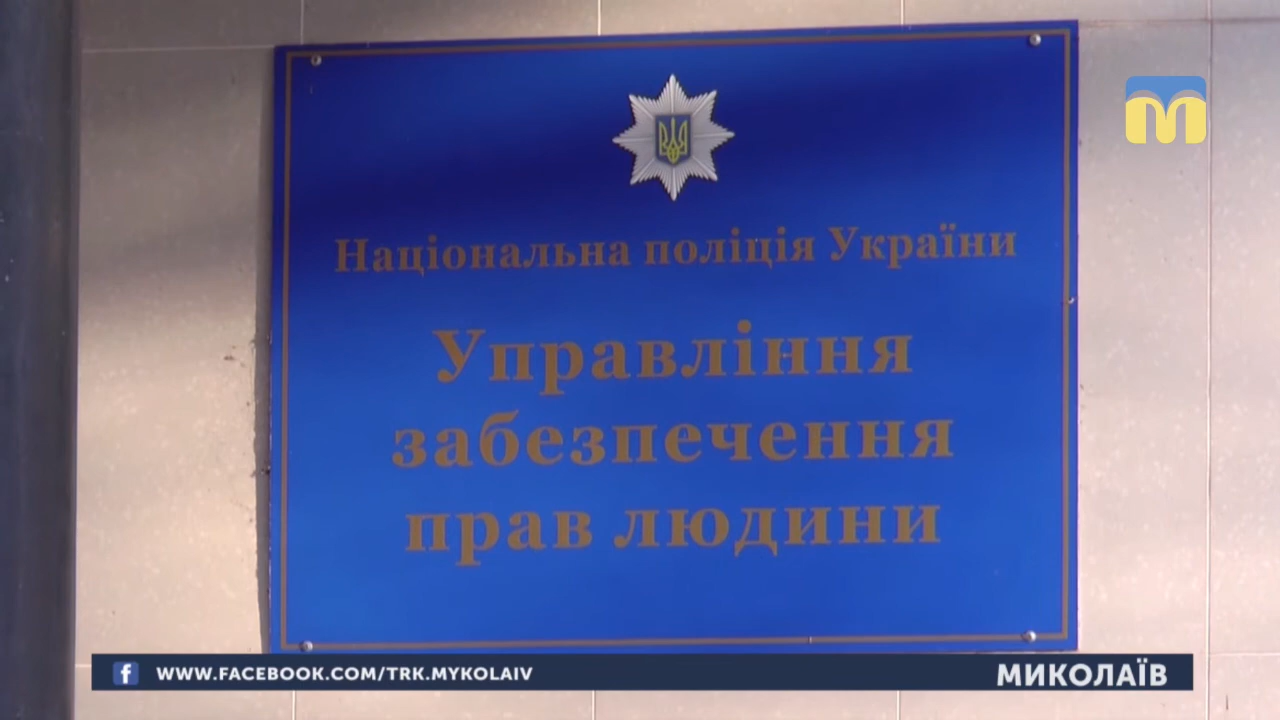 Національна поліція України
Управління
забезпечення
прав людини
WWW.FACEBOOK.COM/TRK.MYKOLAIV
МИКОЛАЇВ